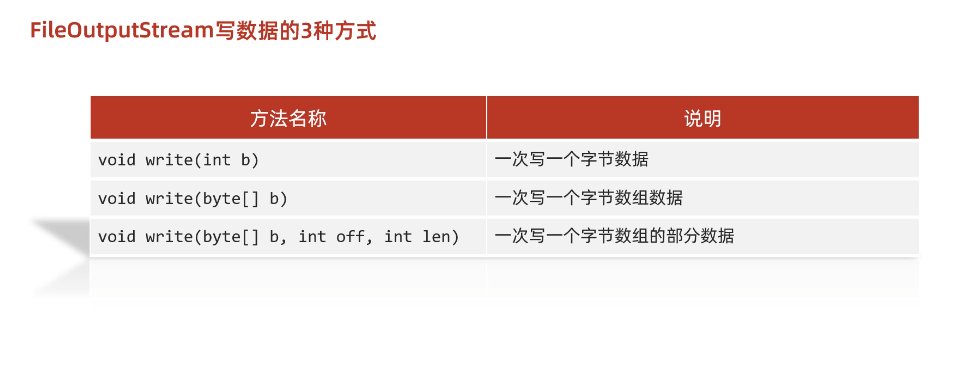 FileOutputStream写数据的3种方式
方法名称 说明
void write(int b) 一次写一个字节数据
void write(byte[] b) 一次写一个字节数组数据
void write(byte[] b, int off, int len) 一次写一个字节数组的部分数据